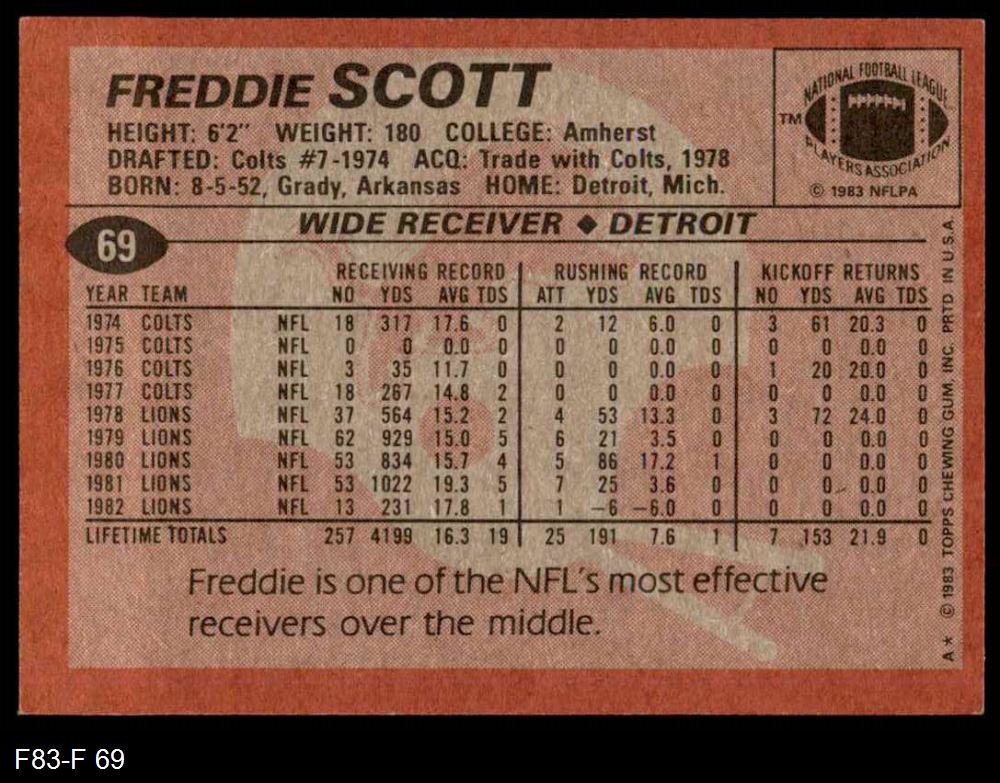 FREDDIE SCOTT
HEIGHT: 6'2" WEIGHT: 180 COLLEGE: Amherst
DRAFTED: Colts #7-1974 ACQ: Trade with Colts, 1978
BORN: 8-5-52, Grady, Arkansas HOME: Detroit, Mich.
NATIONAL FOOTBALL LEAGUE
TM
PLAYERS ASSOCIATION
© 1983 NFLPA
69
WIDE RECEIVER ◆ DETROIT
RECEIVING RECORD RUSHING RECORD KICKOFF RETURNS
YEAR TEAM NO YDS AVG TDS ATT YDS AVG TDS NO YDS AVG TDS
1974 COLTS NFL 18 317 17.6 0 2 12 6.0 0 3 61 20.3 0
1975 COLTS NFL 0 0 0.0 0 0 0 0.0 0 0 0 0.0 0
1976 COLTS NFL 3 35 11.7 0 0 0 0.0 0 1 20 20.0 0
1977 COLTS NFL 18 267 14.8 2 0 0 0.0 0 0 0 0.0 0
1978 LIONS NFL 37 564 15.2 2 4 53 13.3 0 3 72 24.0 0
1979 LIONS NFL 62 929 15.0 5 6 21 3.5 0 0 0 0.0 0
1980 LIONS NFL 53 834 15.7 4 5 86 17.2 1 0 0 0.0 0
1981 LIONS NFL 53 1022 19.3 5 7 25 3.6 0 0 0 0.0 0
1982 LIONS NFL 13 231 17.8 1 1 -6 -6.0 0 0 0 0.0 0
LIFETIME TOTALS 257 4199 16.3 19 25 191 7.6 1 7 153 21.9 0
Freddie is one of the NFL's most effective
receivers over the middle.
A * © 1983 TOPPS CHEWING GUM, INC. PRTD IN U.S.A.
F83-F 69